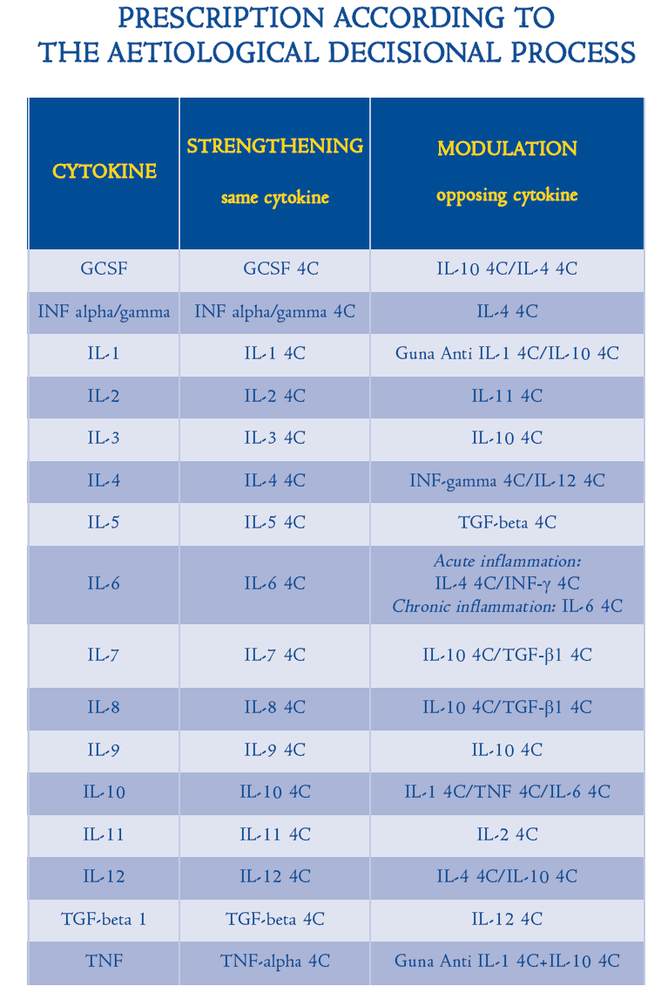 PRESCRIPTION ACCORDING TO
THE AETIOLOGICAL DECISIONAL PROCESS
CYTOKINE
STRENGTHENING
same cytokine
MODULATION
opposing cytokine
GCSF GCSF 4C IL-10 4C/IL-4 4C
INF alpha/gamma INF alpha/gamma 4C IL-4 4C
IL-1 IL-1 4C Guna Anti IL-1 4C/IL-10 4C
IL-2 IL-2 4C IL-11 4C
IL-3 IL-3 4C IL-10 4C
IL-4 IL-4 4C INF-gamma 4C/IL-12 4C
IL-5 IL-5 4C TGF-beta 4C
IL-6 IL-6 4C
Acute inflammation:
IL-4 4C/INF-γ 4C
Chronic inflammation: IL-6 4C
IL-7 IL-7 4C IL-10 4C/TGF-β1 4C
IL-8 IL-8 4C IL-10 4C/TGF-β1 4C
IL-9 IL-9 4C IL-10 4C
IL-10 IL-10 4C IL-1 4C/TNF 4C/IL-6 4C
IL-11 IL-11 4C IL-2 4C
IL-12 IL-12 4C IL-4 4C/IL-10 4C
TGF-beta 1 TGF-beta 4C IL-12 4C
TNF TNF-alpha 4C Guna Anti IL-1 4C+IL-10 4C